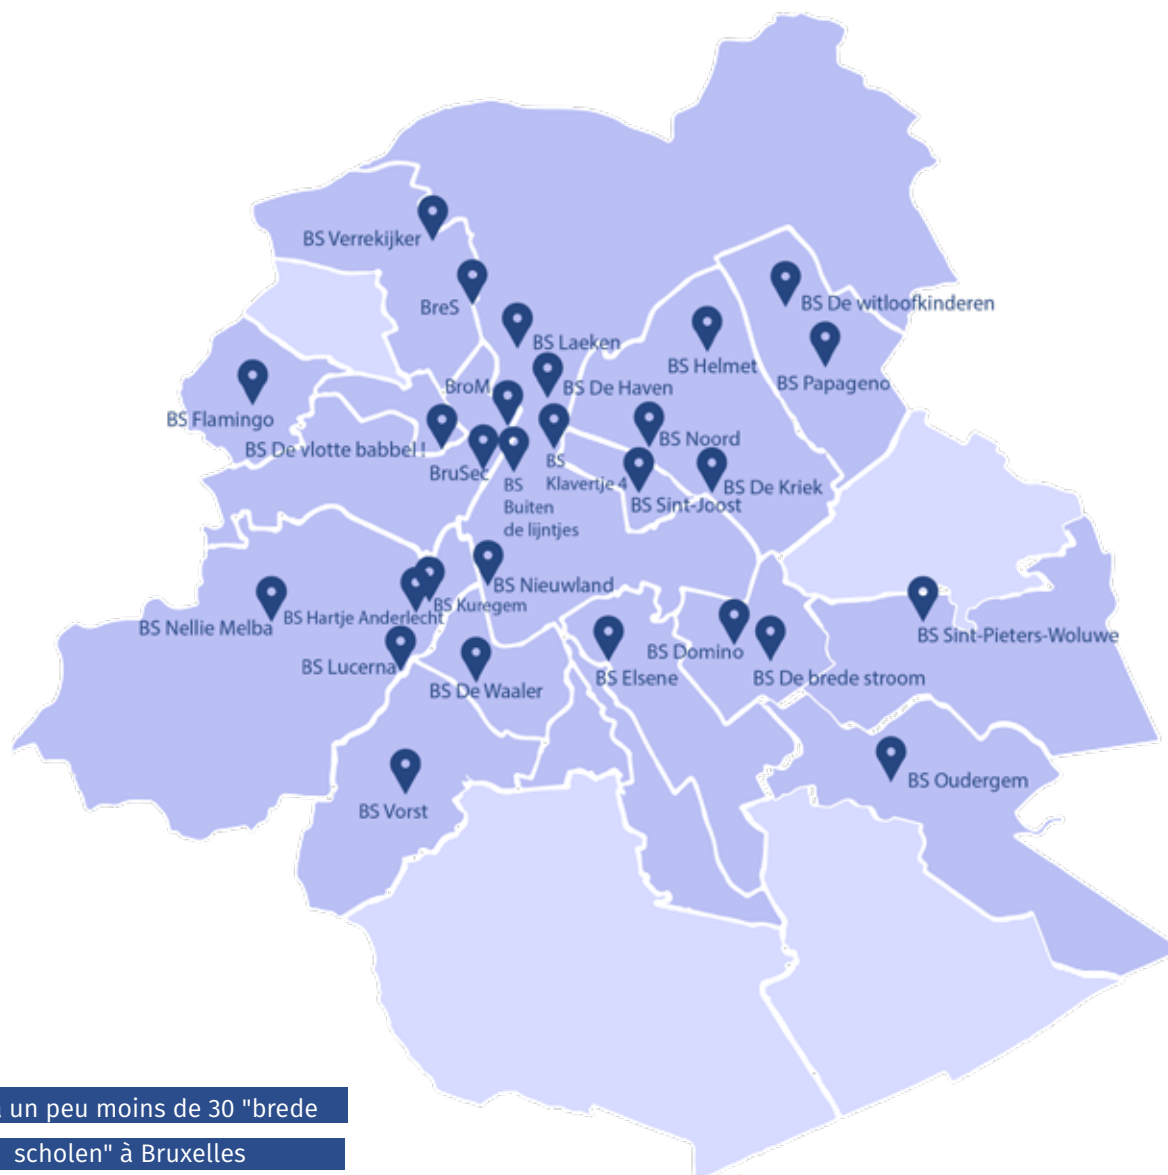 BS Verrekijker
BreS
BS De witloofkinderen
BS Laeken
BS Helmet
BS Papageno
BroM
BS De Haven
BS Flamingo
BS De vlotte babbel !
BruSec
BS
Klavertje 4
BS Noord
BS De Kriek
BS Sint-Joost
BS
Buiten
de lijntjes
BS Nieuwland
BS Kuregem
BS Hartje Anderlecht
BS Nellie Melba
BS Sint-Pieters-Woluwe
BS Lucerna
BS De Waaler
BS Elsene
BS Domino
BS De brede stroom
BS Oudergem
BS Vorst
un peu moins de 30 "brede
scholen" à Bruxelles